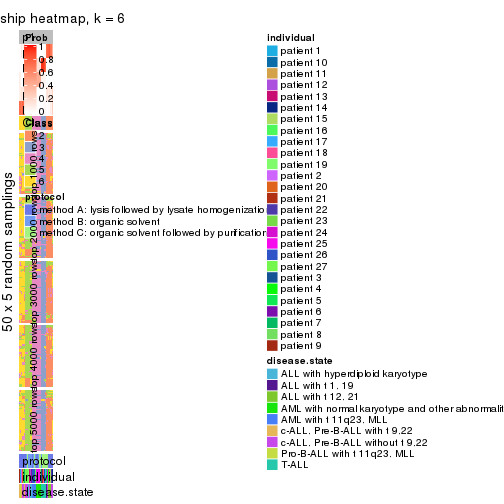 ship heatmap, k = 6
Prob
1
0.8
0.6
0.4
0.2
0
Class
2
3
4
5
6
protocol
method A: lysis followed by lysate homogenizatio
method B: organic solvent
method C: organic solvent followed by purification
50 x 5 random samplings
top 1000 rows
top 2000 rows
top 3000 rows
top 4000 rows
top 5000 rows
protocol
individual
disease.state
individual
patient 1
patient 10
patient 11
patient 12
patient 13
patient 14
patient 15
patient 16
patient 17
patient 18
patient 19
patient 2
patient 20
patient 21
patient 22
patient 23
patient 24
patient 25
patient 26
patient 27
patient 3
patient 4
patient 5
patient 6
patient 7
patient 8
patient 9
disease.state
ALL with hyperdiploid karyotype
ALL with t1. 19
ALL with t12. 21
AML with normal karyotype and other abnormalit
AML with t11q23. MLL
c-ALL. Pre-B-ALL with t9.22
c-ALL. Pre-B-ALL without t9.22
Pro-B-ALL with t11q23. MLL
T-ALL